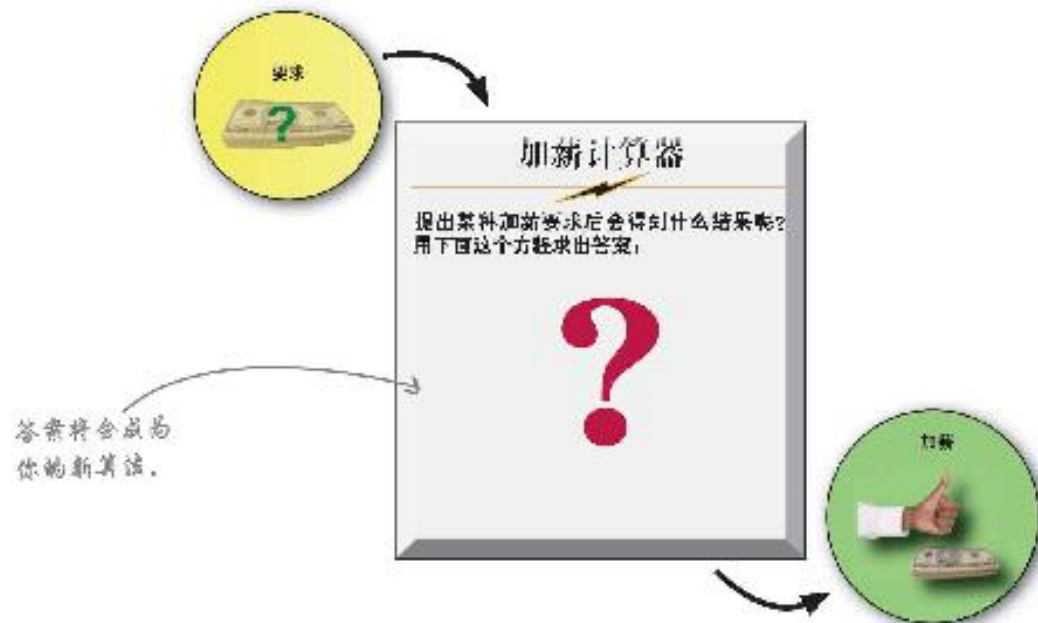 要求
?
加薪计算器
提出某种加薪要求后会得到什么结果呢?
用下面这个方程求出答案:
?
答案将会成为
你的新算法.
加薪